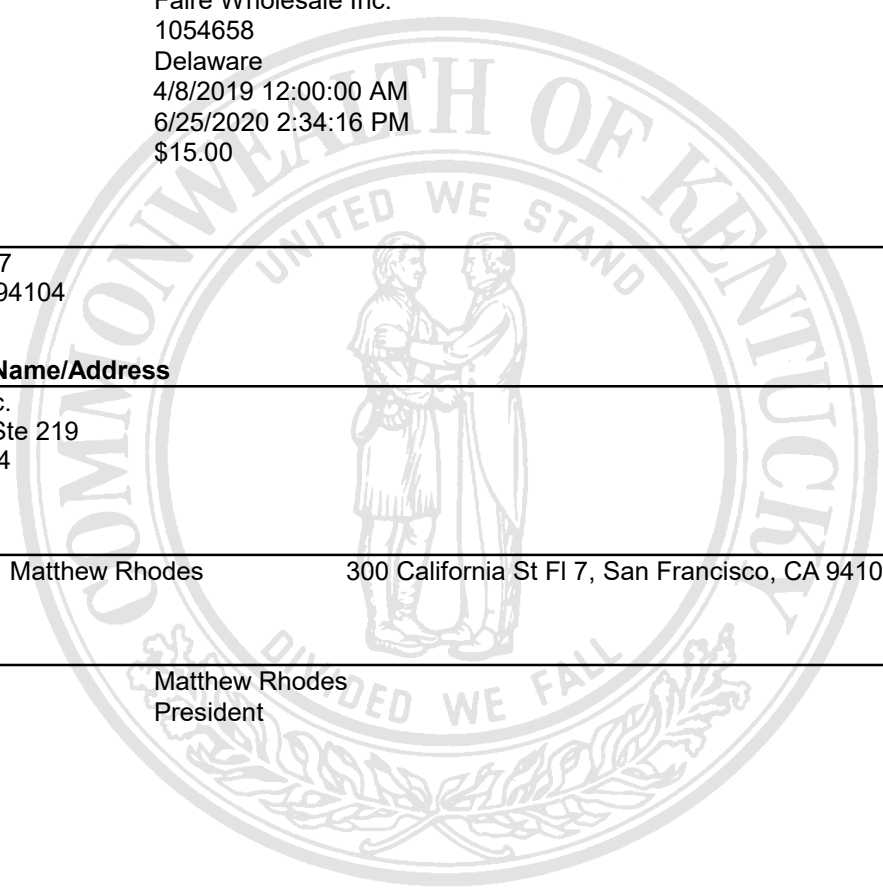 Faire Wholesale Inc.
1054658
Delaware
4/8/2019 12:00:00 AM
6/25/2020 2:34:16 PM
$15.00
7
94104
Name/Address
c.
Ste 219
4
Matthew Rhodes 300 California St Fl 7, San Francisco, CA 9410
Matthew Rhodes
President
COMMONWEALTH OF KENTUCKY
UNITED WE STAND
DIVIDED WE FALL